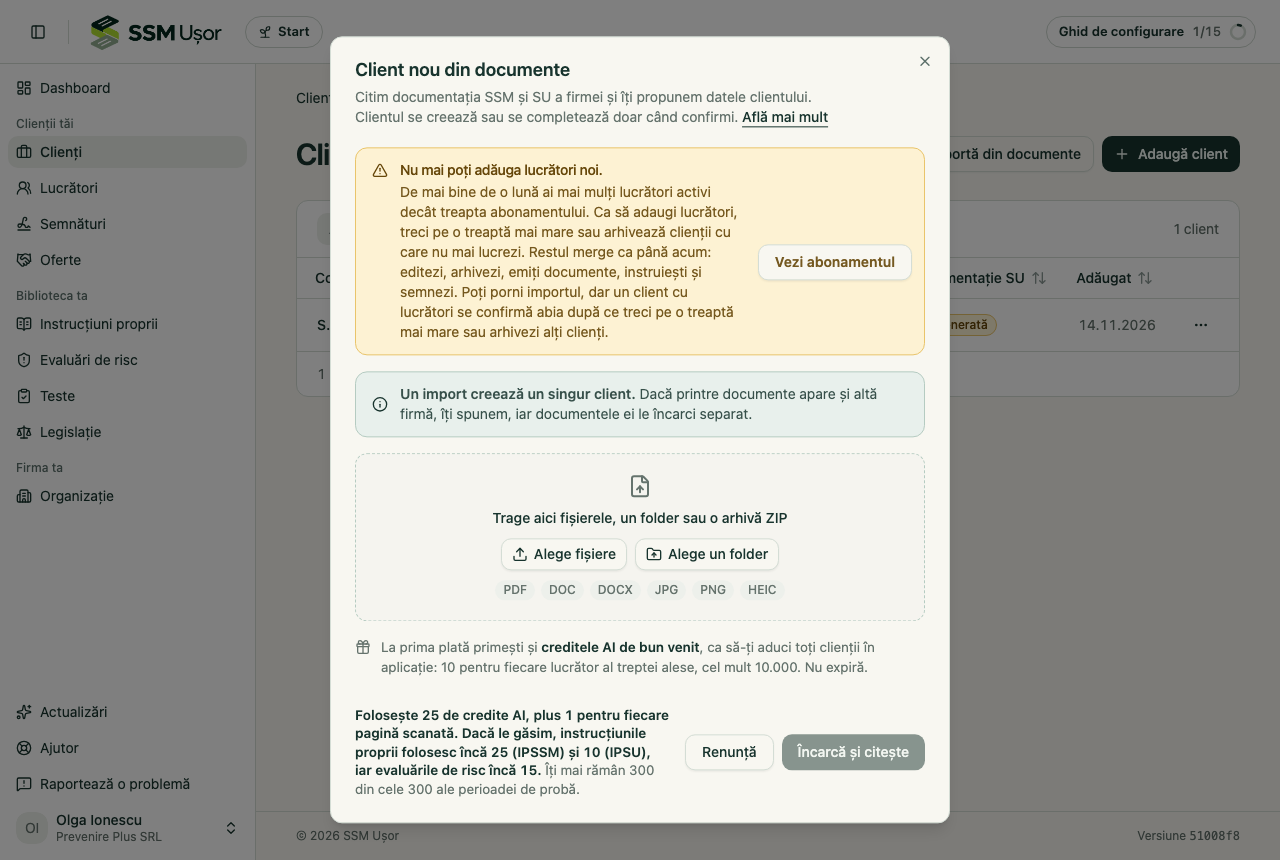 SSM Ușor
Start
Ghid de configurare 1/15
Dashboard
Clienții tăi
Clienți
Lucrători
Semnături
Oferte
Biblioteca ta
Instrucțiuni proprii
Evaluări de risc
Teste
Legislație
Firma ta
Organizație
Actualizări
Ajutor
Raportează o problemă
OI
Olga Ionescu
Prevenire Plus SRL
Adaugă client
1 client
Adăugat
14.11.2026
1
Client nou din documente
Citim documentația SSM și SU a firmei și îți propunem datele clientului.
Clientul se creează sau se completează doar când confirmi. Află mai mult
Nu mai poți adăuga lucrători noi.
De mai bine de o lună ai mai mulți lucrători activi
decât treapta abonamentului. Ca să adaugi lucrători,
treci pe o treaptă mai mare sau arhivează clienții cu
care nu mai lucrezi. Restul merge ca până acum:
editezi, arhivezi, emiți documente, instruiești și
semnezi. Poți porni importul, dar un client cu
lucrători se confirmă abia după ce treci pe o treaptă
mai mare sau arhivezi alți clienți.
Vezi abonamentul
Un import creează un singur client. Dacă printre documente apare și altă
firmă, îți spunem, iar documentele ei le încarci separat.
Trage aici fișierele, un folder sau o arhivă ZIP
Alege fișiere
Alege un folder
PDF DOC DOCX JPG PNG HEIC
La prima plată primești și creditele AI de bun venit, ca să-ți aduci toți clienții în
aplicație: 10 pentru fiecare lucrător al treptei alese, cel mult 10.000. Nu expiră.
Folosește 25 de credite AI, plus 1 pentru fiecare
pagină scanată. Dacă le găsim, instrucțiunile
proprii folosesc încă 25 (IPSSM) și 10 (IPSU),
iar evaluările de risc încă 15. Îți mai rămân 300
din cele 300 ale perioadei de probă.
Renunță
Încarcă și citește
© 2026 SSM Ușor
Versiune 51008f8